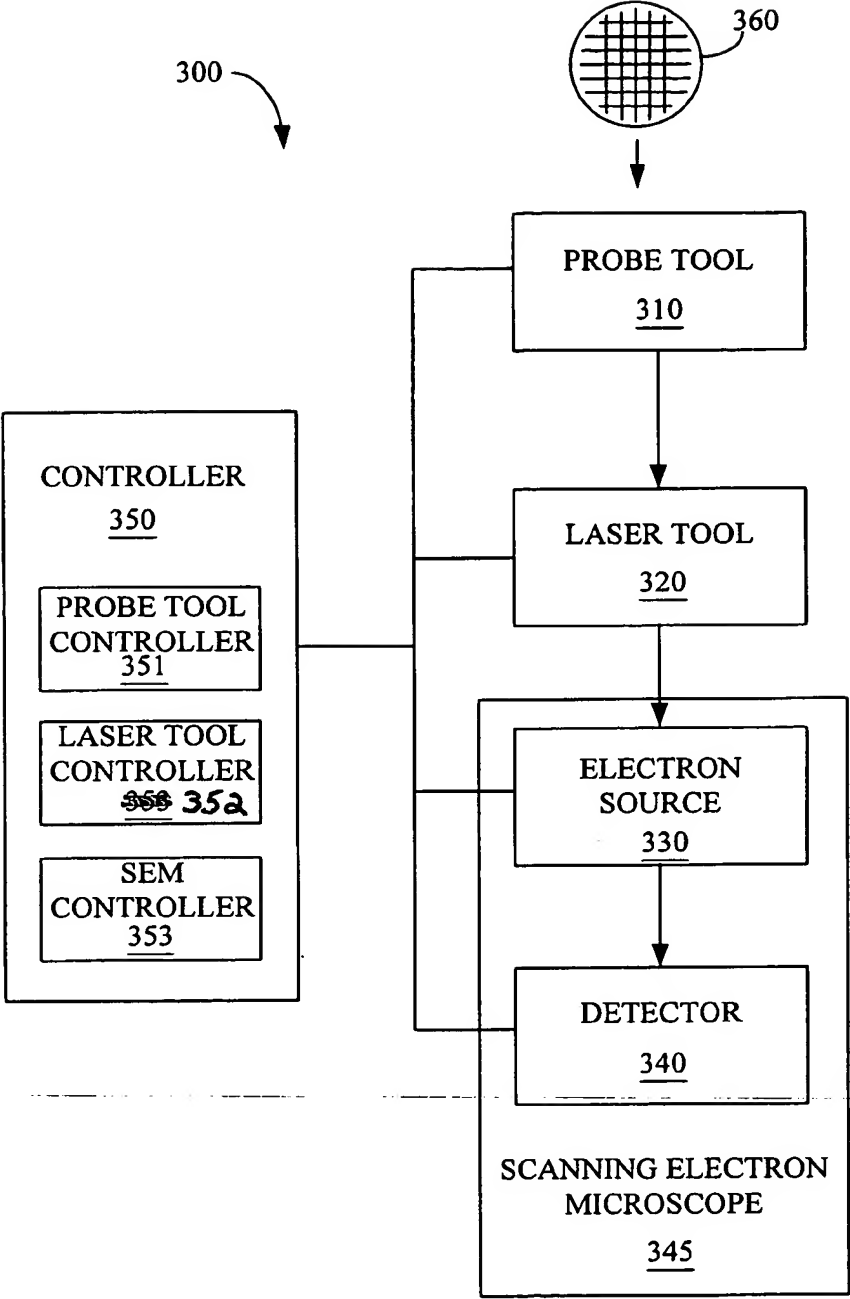 360
300
PROBE TOOL
310
LASER TOOL
320
CONTROLLER
350
PROBE TOOL
CONTROLLER
351
LASER TOOL
CONTROLLER
352
SEM
CONTROLLER
353
ELECTRON
SOURCE
330
DETECTOR
340
SCANNING ELECTRON
MICROSCOPE
345